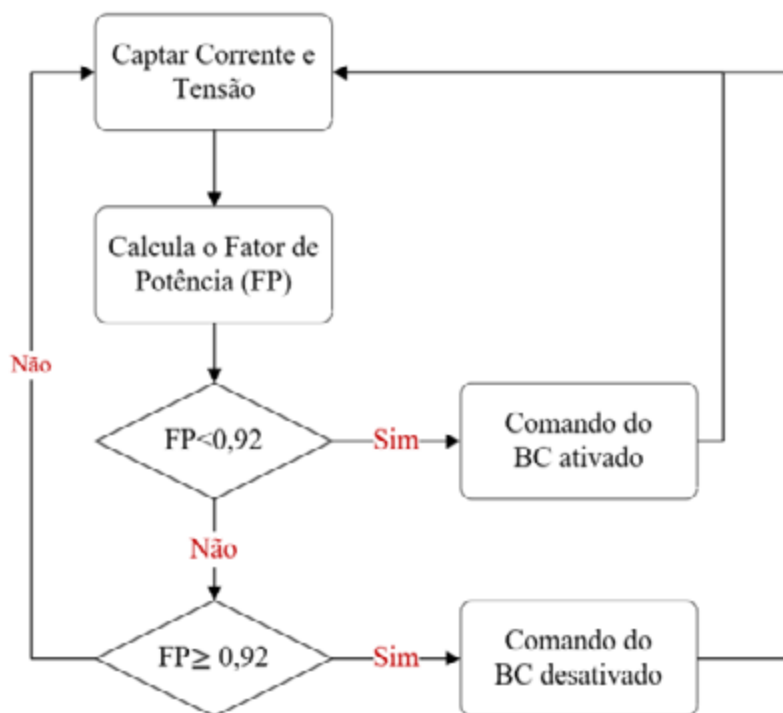 Captar Corrente e
Tensão
Calcula o Fator de
Potência (FP)
Não
FP<0,92
Sim
Comando do
BC ativado
Não
FP≥ 0,92
Sim
Comando do
BC desativado